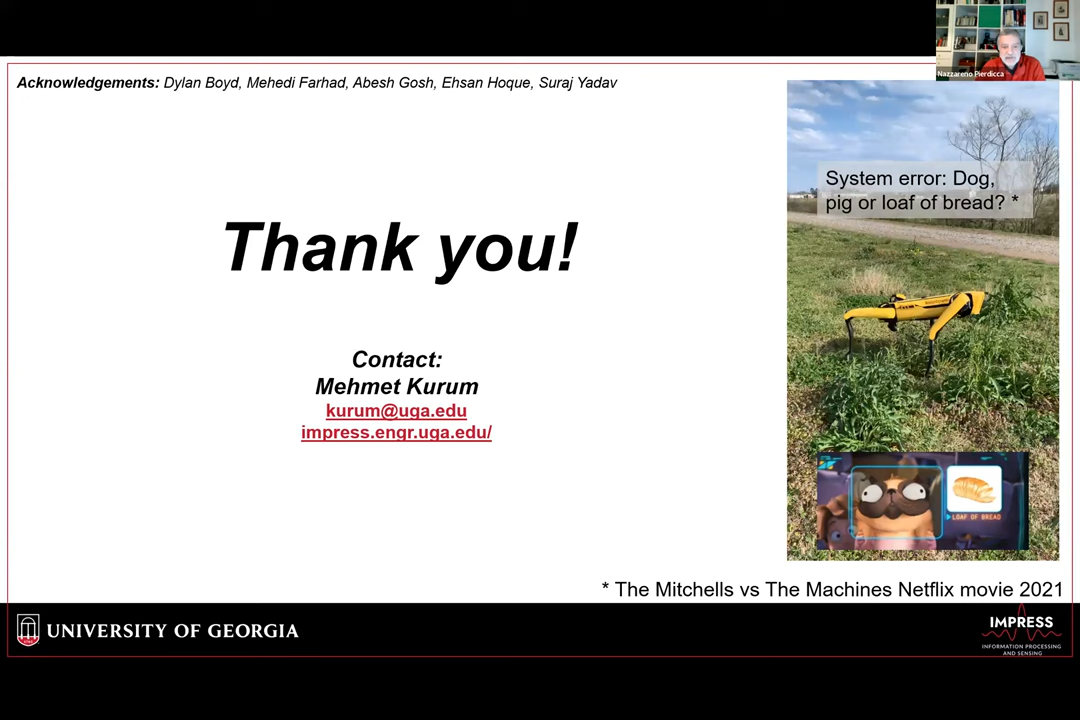 Nazzareno Pierdicca
Acknowledgements: Dylan Boyd, Mehedi Farhad, Abesh Gosh, Ehsan Hoque, Suraj Yadav
System error: Dog,
pig or loaf of bread? *
Thank you!
Contact:
Mehmet Kurum
kurum@uga.edu
impress.engr.uga.edu/
LOAF OF BREAD
* The Mitchells vs The Machines Netflix movie 2021
UNIVERSITY OF GEORGIA
IMPRESS
INFORMATION PROCESSING
AND SENSING